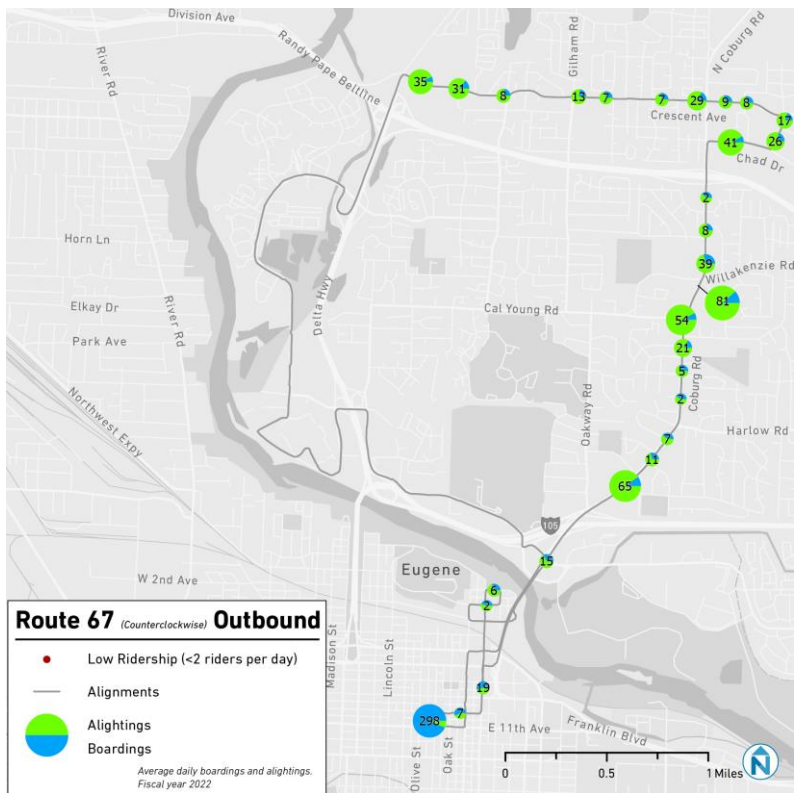 Division Ave
River Rd
Randy Pape Beltline
Gilham Rd
N Coburg Rd
35
31
8
13
7
7
29
9
8
Crescent Ave
17
26
41
Chad Dr
2
8
Horn Ln
39
Willakenzie Rd
81
Elkay Dr
River Rd
Delta Hwy
Cal Young Rd
54
Park Ave
21
5
Coburg Rd
2
Northwest Expy
Oakway Rd
7
Harlow Rd
11
65
105
15
Eugene
W 2nd Ave
6
2
Route 67 (Counterclockwise) Outbound
Low Ridership (<2 riders per day)
Alignments
Alightings
Boardings
Average daily boardings and alightings.
Fiscal year 2022
Madison St
Lincoln St
19
298
7
E 11th Ave
Franklin Blvd
Olive St
Oak St
0
0.5
1 Miles
N